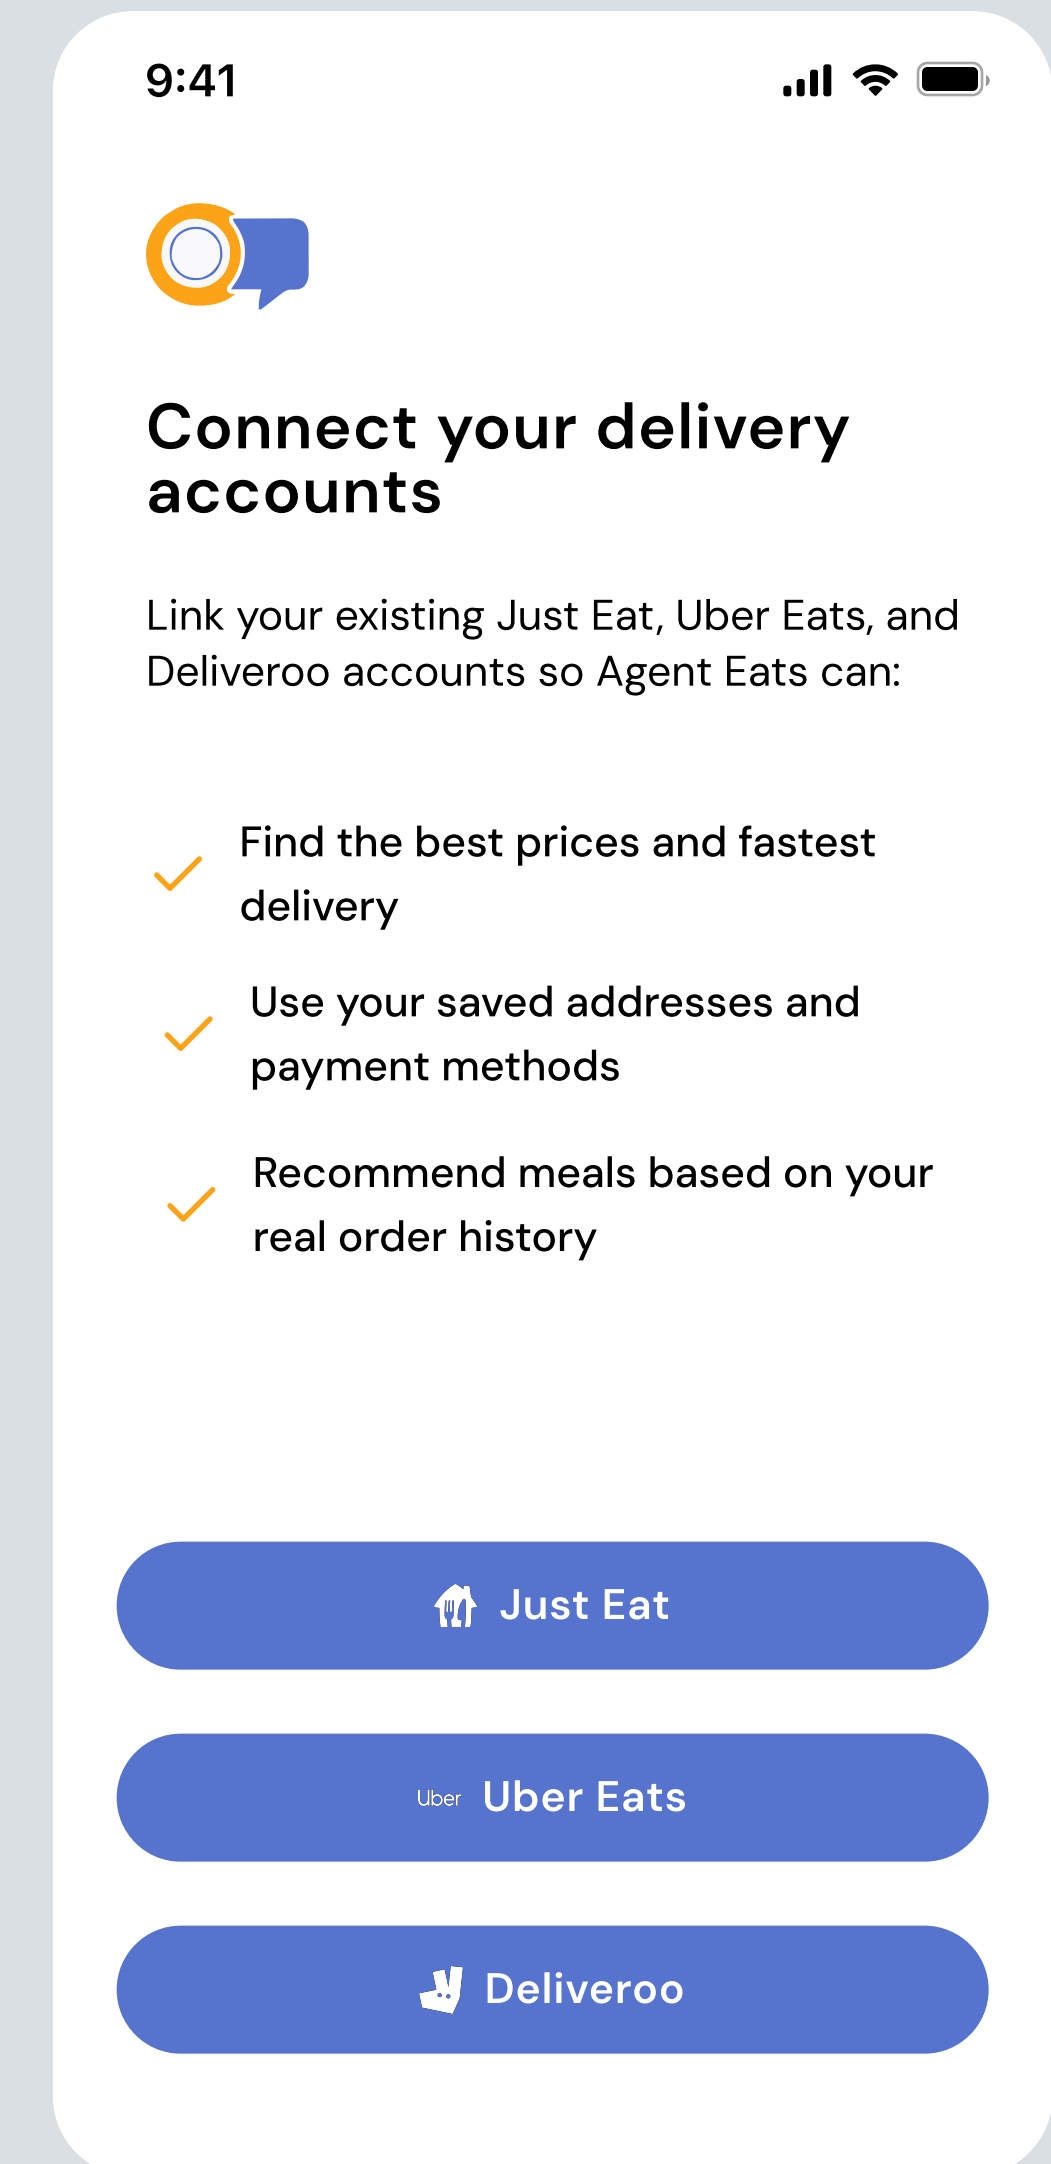 9:41
Connect your delivery
accounts
Link your existing Just Eat, Uber Eats, and
Deliveroo accounts so Agent Eats can:
Find the best prices and fastest
delivery
Use your saved addresses and
payment methods
Recommend meals based on your
real order history
Just Eat
Uber Uber Eats
Deliveroo